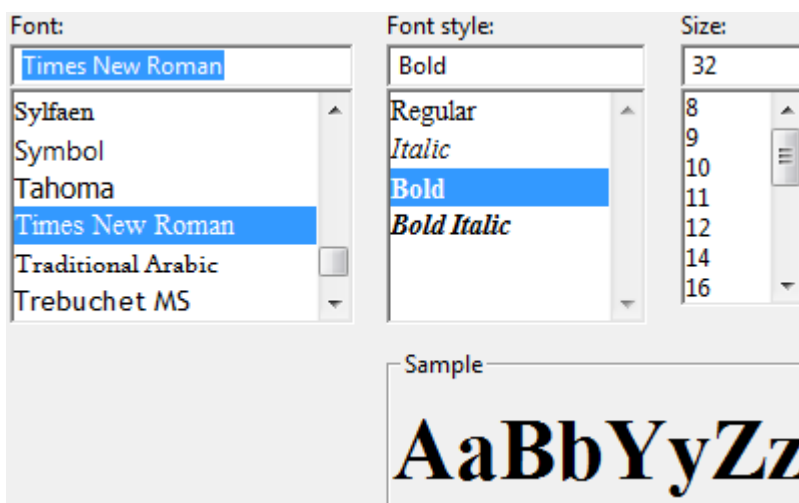 Font:
Times New Roman
Sylfaen
Symbol
Tahoma
Times New Roman
Traditional Arabic
Trebuchet MS
Font style:
Bold
Regular
Italic
Bold
Bold Italic
Size:
32
8
9
10
11
12
14
16
Sample
AaBbYyZz